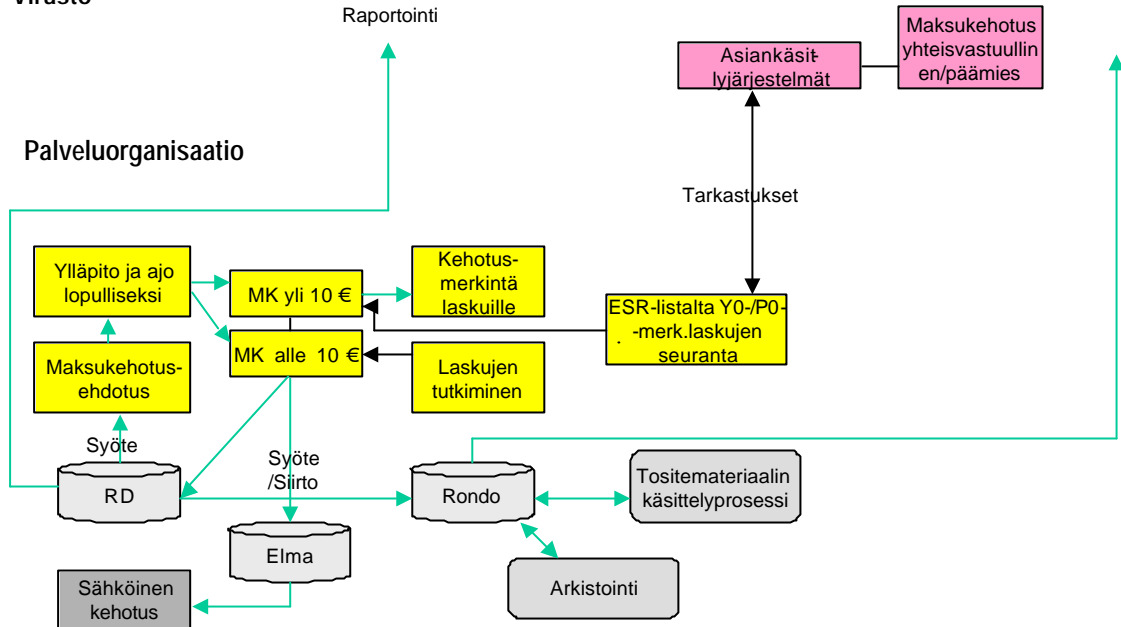 Virasto
Raportointi
Maksukehotus
yhteisvastuullin
en/päämies
Asiankäsit-
lyjärjestelmät
Palveluorganisaatio
Tarkastukset
Ylläpito ja ajo
lopulliseksi
MK yli 10 €
Kehotus-
merkintä
laskuille
ESR-listalta Y0-/P0-
-merk.laskujen
seuranta
MK alle 10 €
Maksukehotus-
ehdotus
Laskujen
tutkiminen
Syöte
Syöte
/Siirto
RD
Rondo
Tositemateriaalin
käsittelyprosessi
Elma
Arkistointi
Sähköinen
kehotus